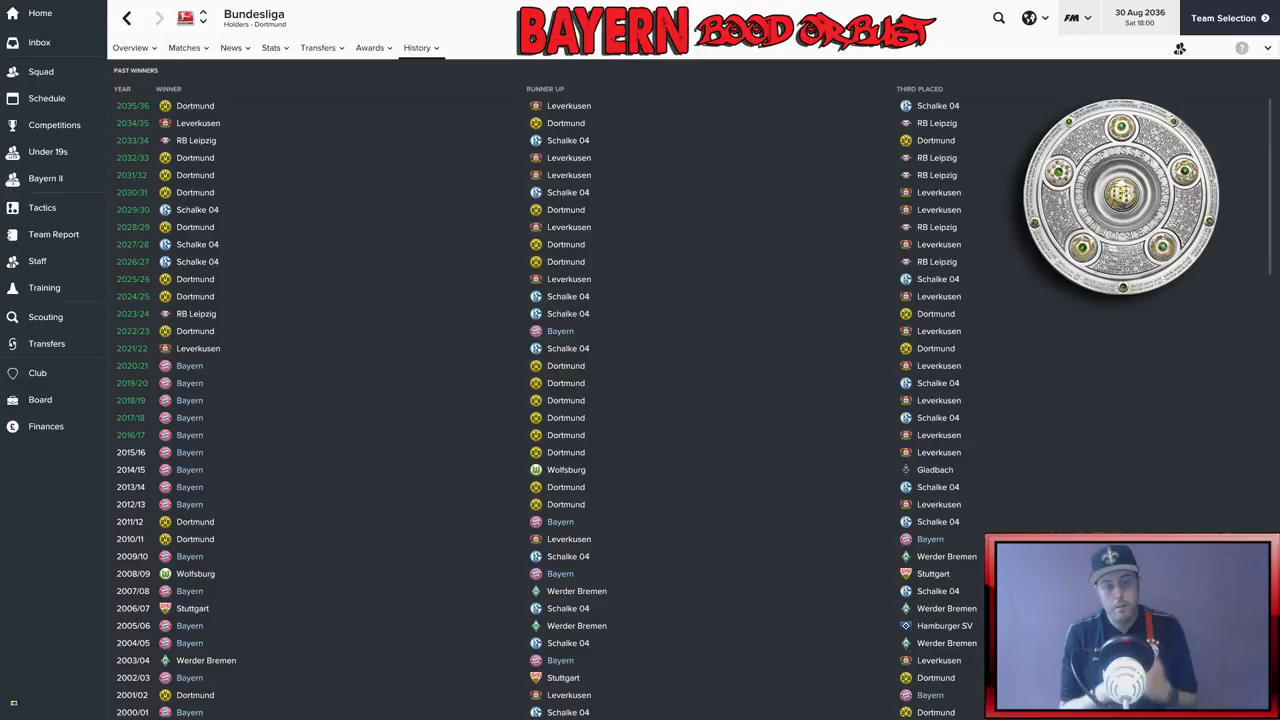 Home
Inbox
Squad
Schedule
Competitions
Under 19s
Bayern II
Tactics
Team Report
Staff
Training
Scouting
Transfers
Club
Board
Finances
Bundesliga
Holders - Dortmund
BAYERN BOOD OR BUST
FM
30 Aug 2036
Sat 18:00
Team Selection
Overview Matches News Stats Transfers Awards History
PAST WINNERS
YEAR WINNER RUNNER UP THIRD PLACED
2035/36 Dortmund Leverkusen Schalke 04
2034/35 Leverkusen Dortmund RB Leipzig
2033/34 RB Leipzig Schalke 04 Dortmund
2032/33 Dortmund Leverkusen RB Leipzig
2031/32 Dortmund Leverkusen RB Leipzig
2030/31 Dortmund Schalke 04 Leverkusen
2029/30 Schalke 04 Dortmund Leverkusen
2028/29 Dortmund Leverkusen RB Leipzig
2027/28 Schalke 04 Dortmund Leverkusen
2026/27 Schalke 04 Dortmund RB Leipzig
2025/26 Dortmund Leverkusen Schalke 04
2024/25 Dortmund Schalke 04 Leverkusen
2023/24 RB Leipzig Schalke 04 Dortmund
2022/23 Dortmund Bayern Leverkusen
2021/22 Leverkusen Schalke 04 Dortmund
2020/21 Bayern Dortmund Leverkusen
2019/20 Bayern Dortmund Schalke 04
2018/19 Bayern Dortmund Leverkusen
2017/18 Bayern Dortmund Schalke 04
2016/17 Bayern Dortmund Leverkusen
2015/16 Bayern Dortmund Leverkusen
2014/15 Bayern Wolfsburg Gladbach
2013/14 Bayern Dortmund Schalke 04
2012/13 Bayern Dortmund Leverkusen
2011/12 Dortmund Bayern Schalke 04
2010/11 Dortmund Leverkusen Bayern
2009/10 Bayern Schalke 04 Werder Bremen
2008/09 Wolfsburg Bayern Stuttgart
2007/08 Bayern Werder Bremen Schalke 04
2006/07 Stuttgart Schalke 04 Werder Bremen
2005/06 Bayern Werder Bremen Hamburger SV
2004/05 Bayern Schalke 04 Werder Bremen
2003/04 Werder Bremen Bayern Leverkusen
2002/03 Bayern Stuttgart Dortmund
2001/02 Dortmund Leverkusen Bayern
2000/01 Bayern Schalke 04 Dortmund